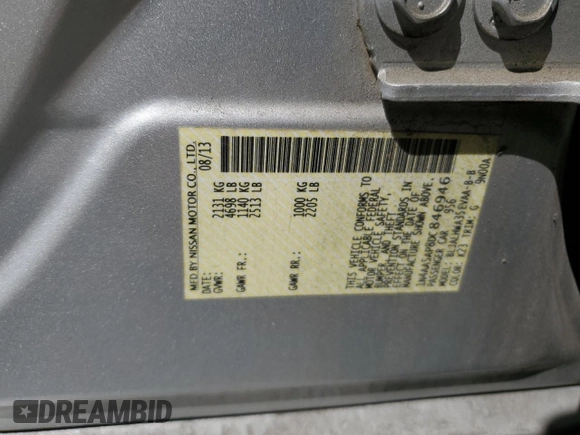 MFD BY NISSAN MOTOR CO., LTD.
DATE: 08/13
GVWR: 2131 KG
4698 LB
GAWR FR.: 1140 KG
2513 LB
GAWR RR.: 1000 KG
2205 LB
THIS VEHICLE CONFORMS TO
ALL APPLICABLE FEDERAL
MOTOR VEHICLE SAFETY,
BUMPER, AND THEFT
PREVENTION STANDARDS IN
EFFECT ON THE DATE OF
MANUFACTURE SHOWN ABOVE.
846946
PASSENGER CAR
MODEL:
COLOR: K23 TRIM: G
9N00A
DREAMBID